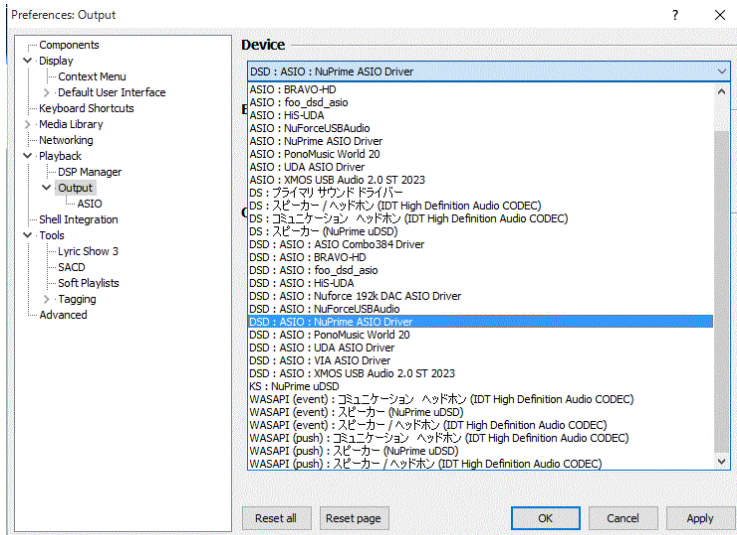 Preferences: Output
?
Components
Display
Context Menu
Default User Interface
Keyboard Shortcuts
Media Library
Networking
Playback
DSP Manager
Output
ASIO
Shell Integration
Tools
Lyric Show 3
SACD
Soft Playlists
Tagging
Advanced
Device
DSD : ASIO : NuPrime ASIO Driver
ASIO : BRAVO-HD
ASIO : foo_dsd_asio
ASIO : HiS-UDA
ASIO : NuForceUSBAudio
ASIO : NuPrime ASIO Driver
ASIO : PonoMusic World 20
ASIO : UDA ASIO Driver
ASIO : XMOS USB Audio 2.0 ST 2023
DS : プライマリ サウンド ドライバー
DS : スピーカー / ヘッドホン (IDT High Definition Audio CODEC)
DS : コミュニケーション ヘッドホン (IDT High Definition Audio CODEC)
DS : スピーカー (NuPrime uDSD)
DSD : ASIO : ASIO Combo384 Driver
DSD : ASIO : BRAVO-HD
DSD : ASIO : foo_dsd_asio
DSD : ASIO : HiS-UDA
DSD : ASIO : Nuforce 192k DAC ASIO Driver
DSD : ASIO : NuForceUSBAudio
DSD : ASIO : NuPrime ASIO Driver
DSD : ASIO : PonoMusic World 20
DSD : ASIO : UDA ASIO Driver
DSD : ASIO : VIA ASIO Driver
DSD : ASIO : XMOS USB Audio 2.0 ST 2023
KS : NuPrime uDSD
WASAPI (event) : コミュニケーション ヘッドホン (IDT High Definition Audio CODEC)
WASAPI (event) : スピーカー (NuPrime uDSD)
WASAPI (event) : スピーカー / ヘッドホン (IDT High Definition Audio CODEC)
WASAPI (push) : コミュニケーション ヘッドホン (IDT High Definition Audio CODEC)
WASAPI (push) : スピーカー (NuPrime uDSD)
WASAPI (push) : スピーカー / ヘッドホン (IDT High Definition Audio CODEC)
Reset all
Reset page
OK
Cancel
Apply